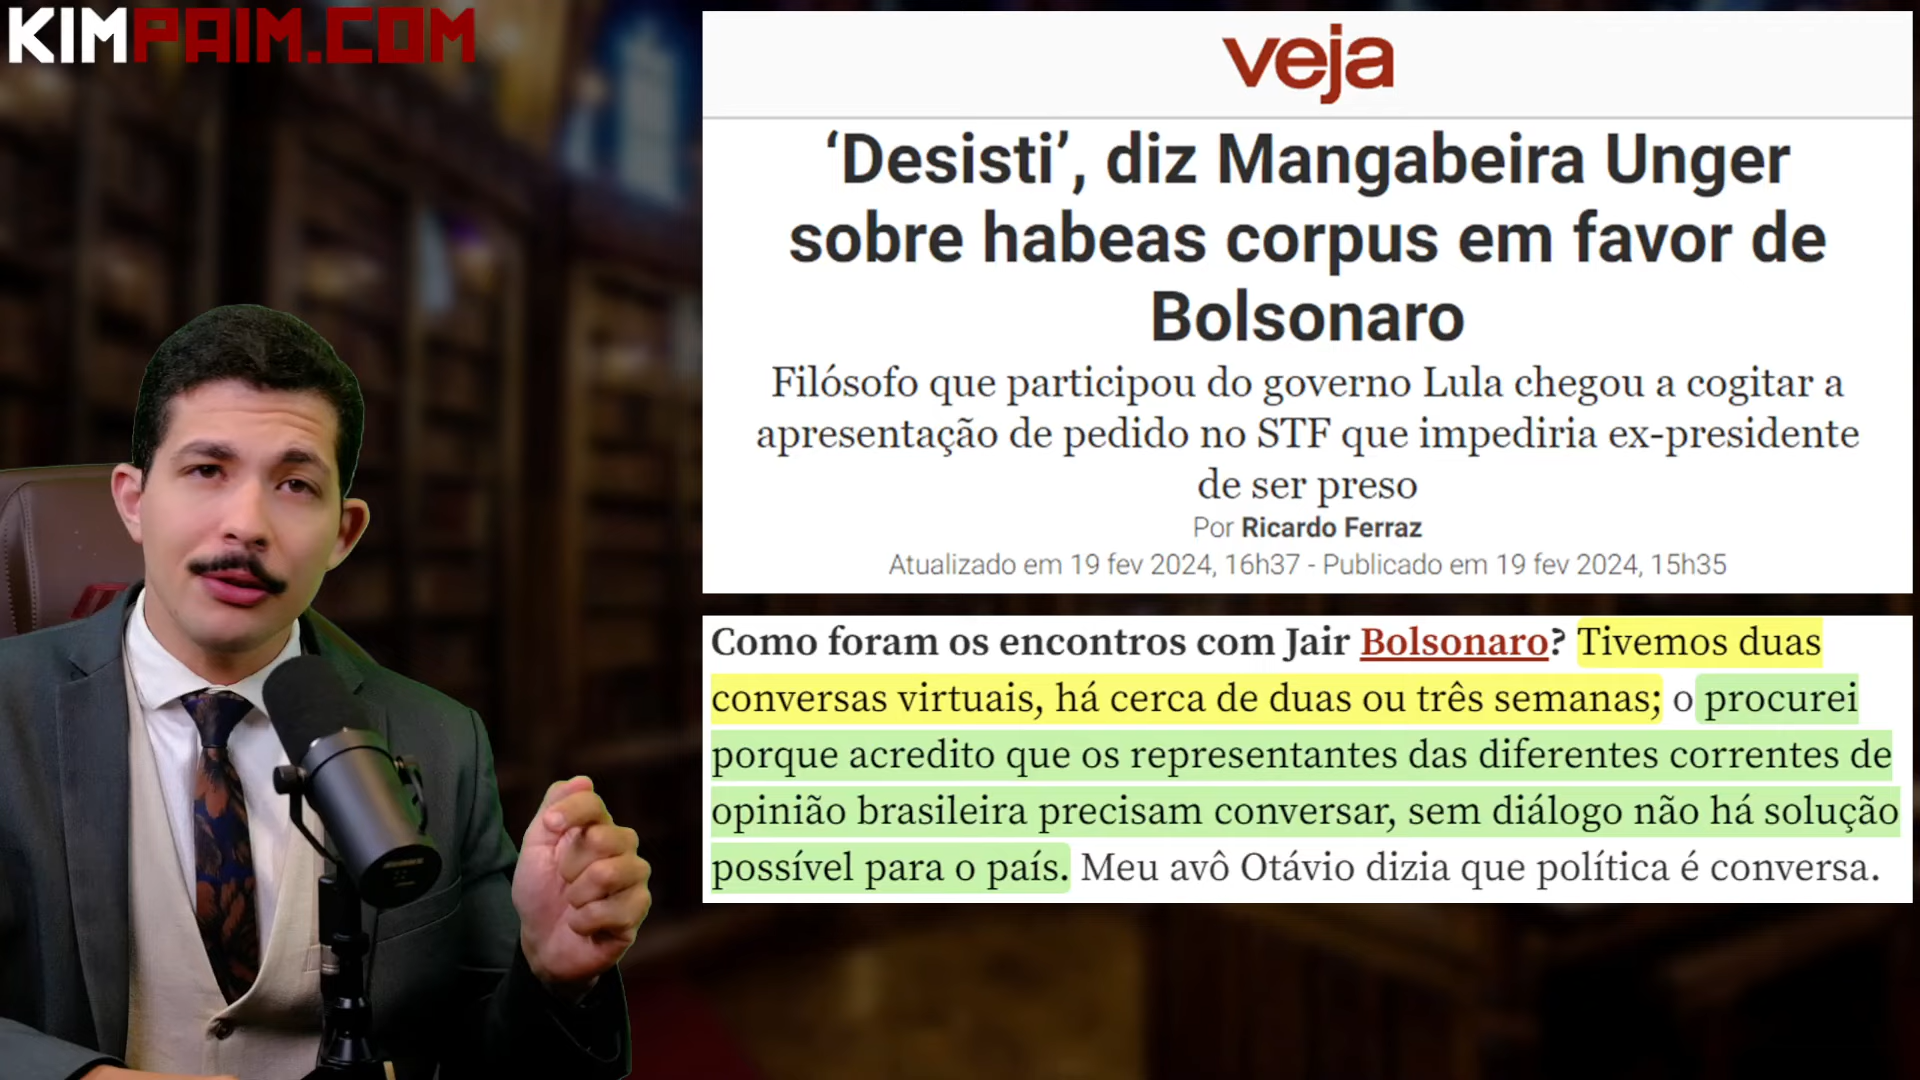 KIMPAIM.COM
veja
‘Desisti’, diz Mangabeira Unger
sobre habeas corpus em favor de
Bolsonaro
Filósofo que participou do governo Lula chegou a cogitar a
apresentação de pedido no STF que impediria ex-presidente
de ser preso
Por Ricardo Ferraz
Atualizado em 19 fev 2024, 16h37 - Publicado em 19 fev 2024, 15h35
Como foram os encontros com Jair Bolsonaro? Tivemos duas
conversas virtuais, há cerca de duas ou três semanas; o procurei
porque acredito que os representantes das diferentes correntes de
opinião brasileira precisam conversar, sem diálogo não há solução
possível para o país. Meu avô Otávio dizia que política é conversa.